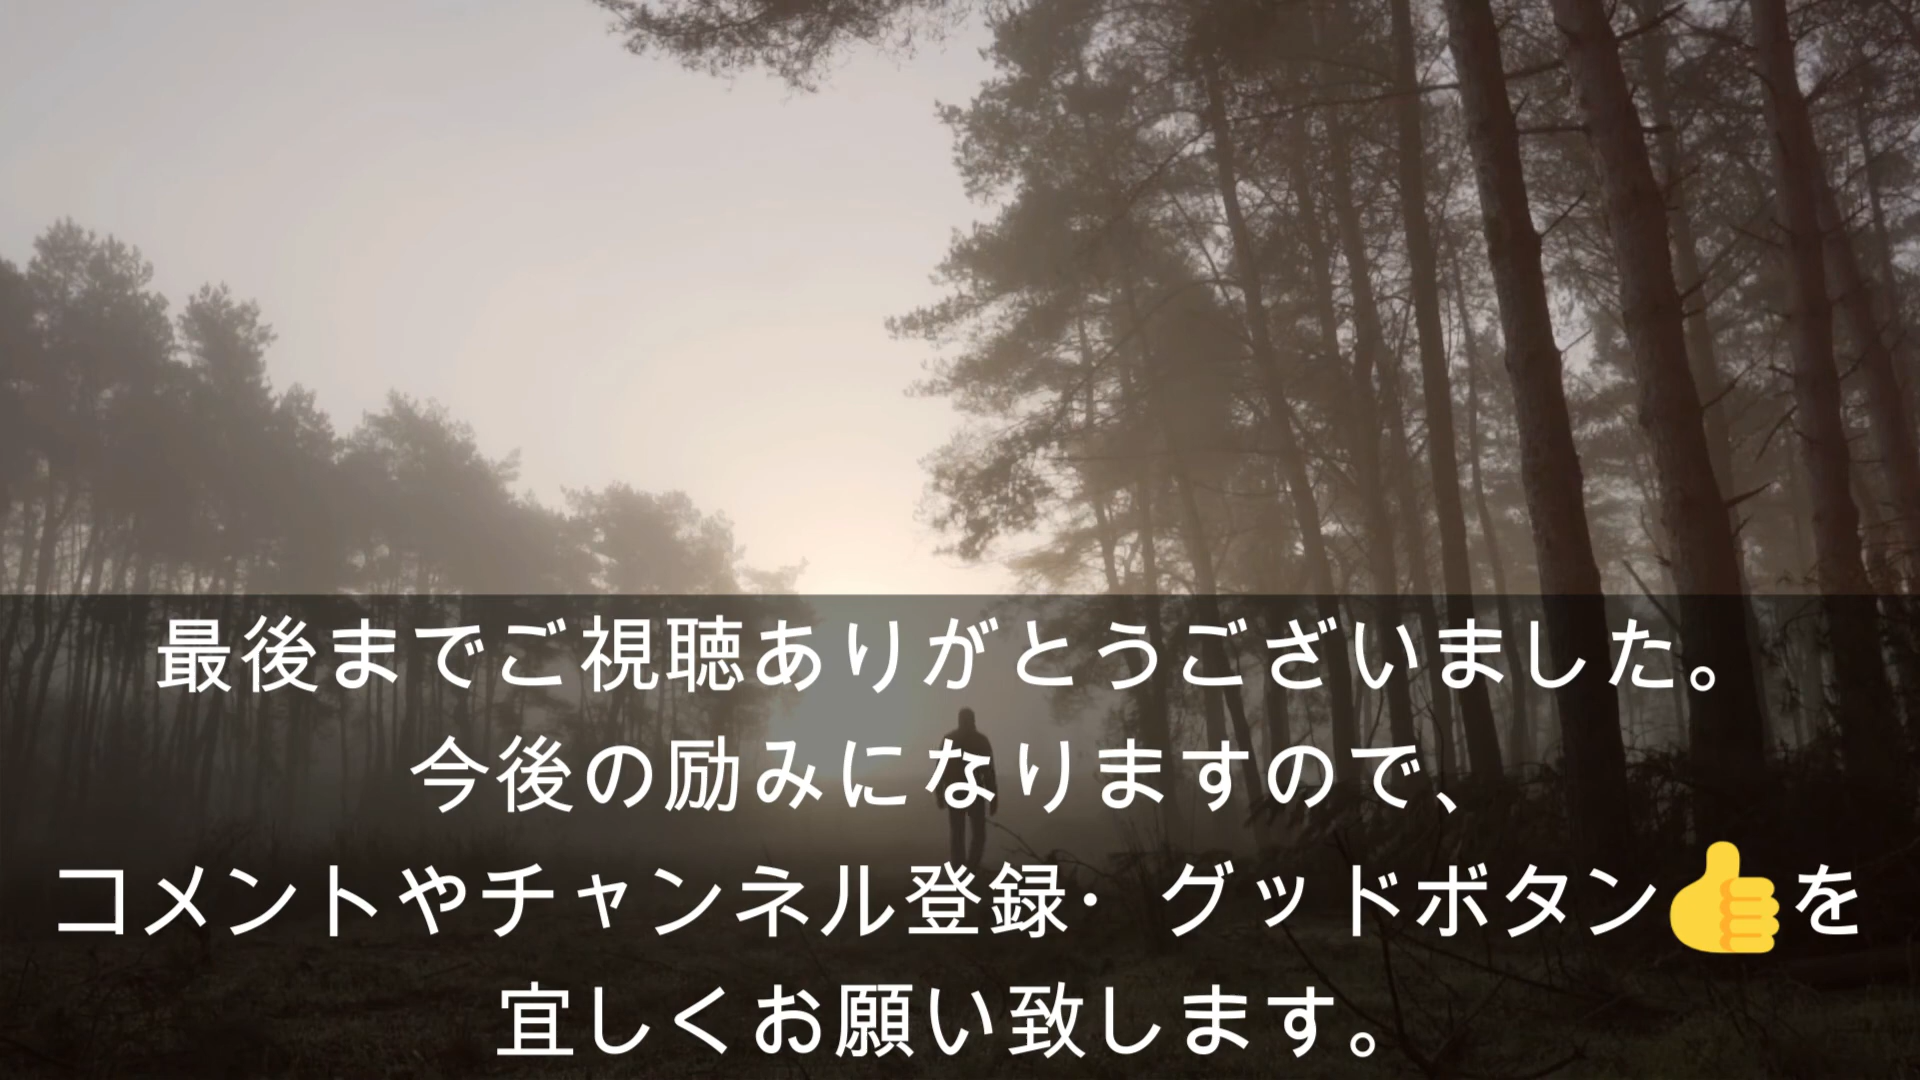 最後までご視聴ありがとうございました。
今後の励みになりますので、
コメントやチャンネル登録・グッドボタン👍を
宜しくお願い致します。